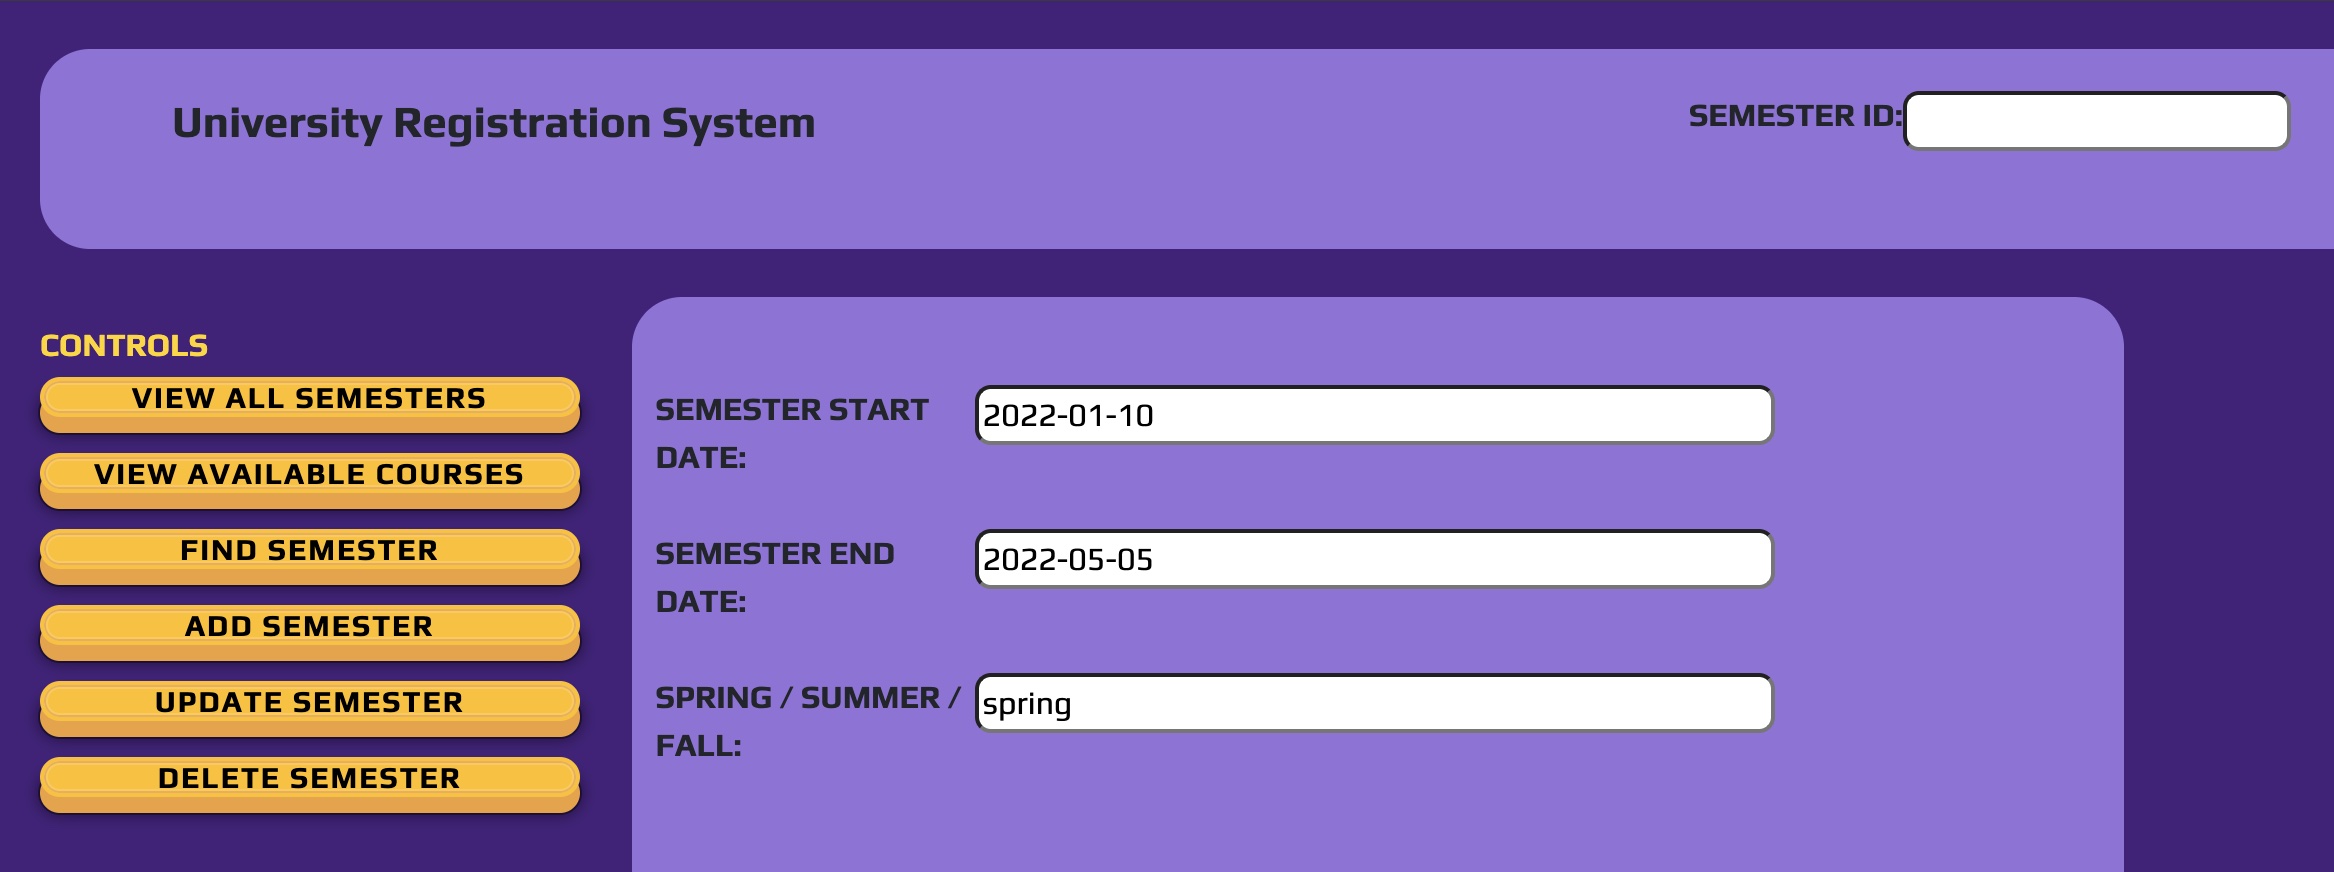 University Registration System
SEMESTER ID:
CONTROLS
VIEW ALL SEMESTERS
VIEW AVAILABLE COURSES
FIND SEMESTER
ADD SEMESTER
UPDATE SEMESTER
DELETE SEMESTER
SEMESTER START
DATE:
2022-01-10
SEMESTER END
DATE:
2022-05-05
SPRING / SUMMER /
FALL:
spring